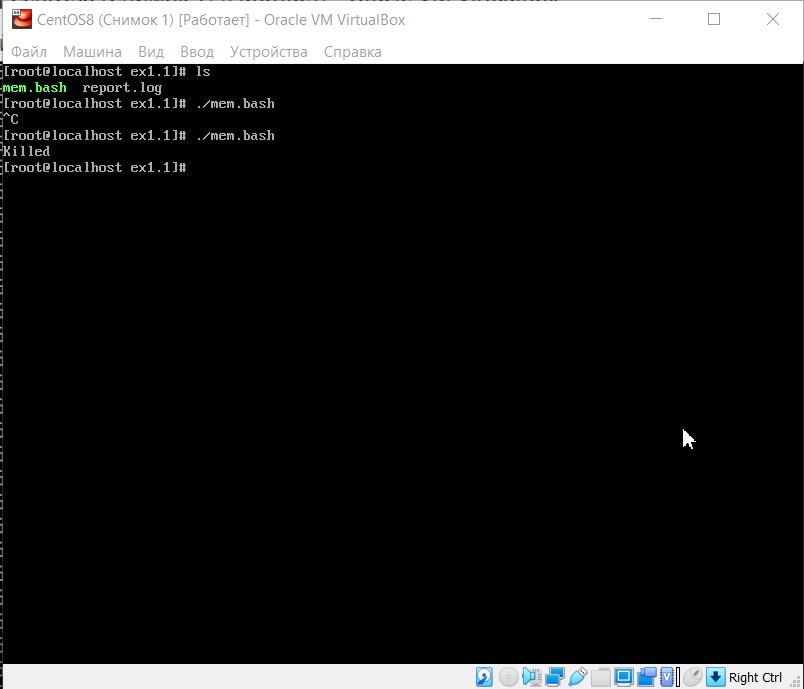 CentOS8 (Снимок 1) [Работает] - Oracle VM VirtualBox
Файл Машина Вид Ввод Устройства Справка
[root@localhost ex1.1]# ls
mem.bash report.log
[root@localhost ex1.1]# ./mem.bash
^C
[root@localhost ex1.1]# ./mem.bash
Killed
[root@localhost ex1.1]#
Right Ctrl